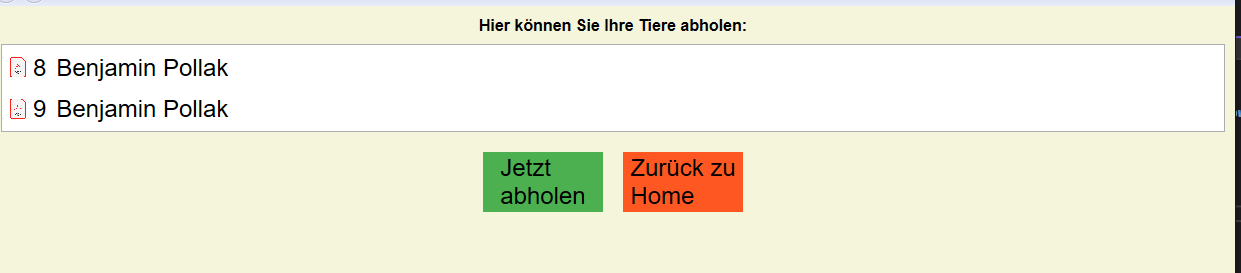 Hier können Sie Ihre Tiere abholen:
8 Benjamin Pollak
9 Benjamin Pollak
Jetzt
abholen
Zurück zu
Home